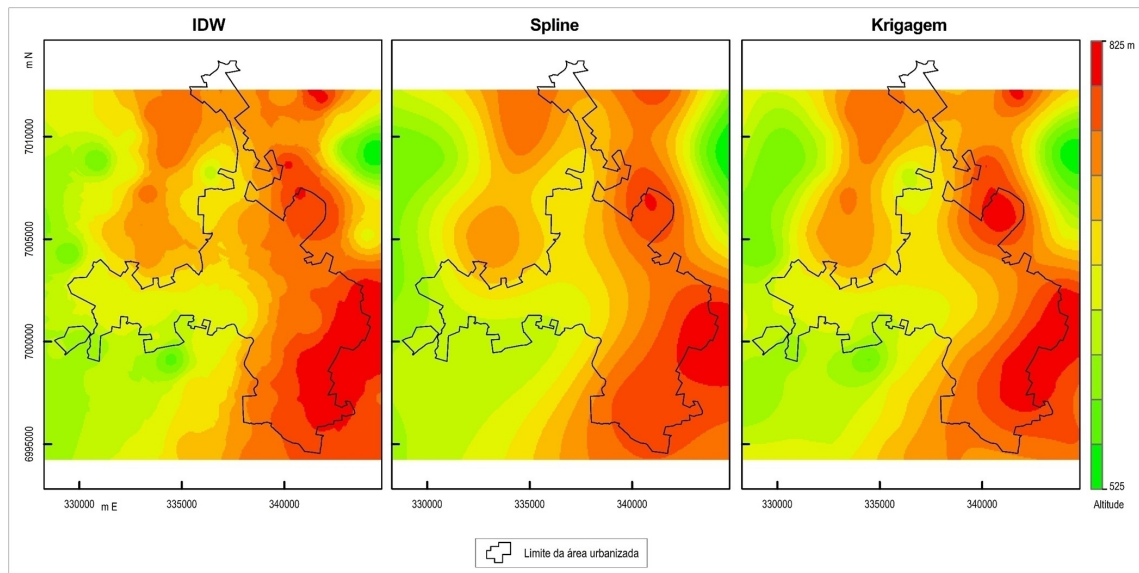 IDW
Spline
Krigagem
825 m
m N
7010000
7005000
7000000
6995000
330000
335000
340000
m E
330000
335000
340000
330000
335000
340000
525
Altitude
Limite da área urbanizada